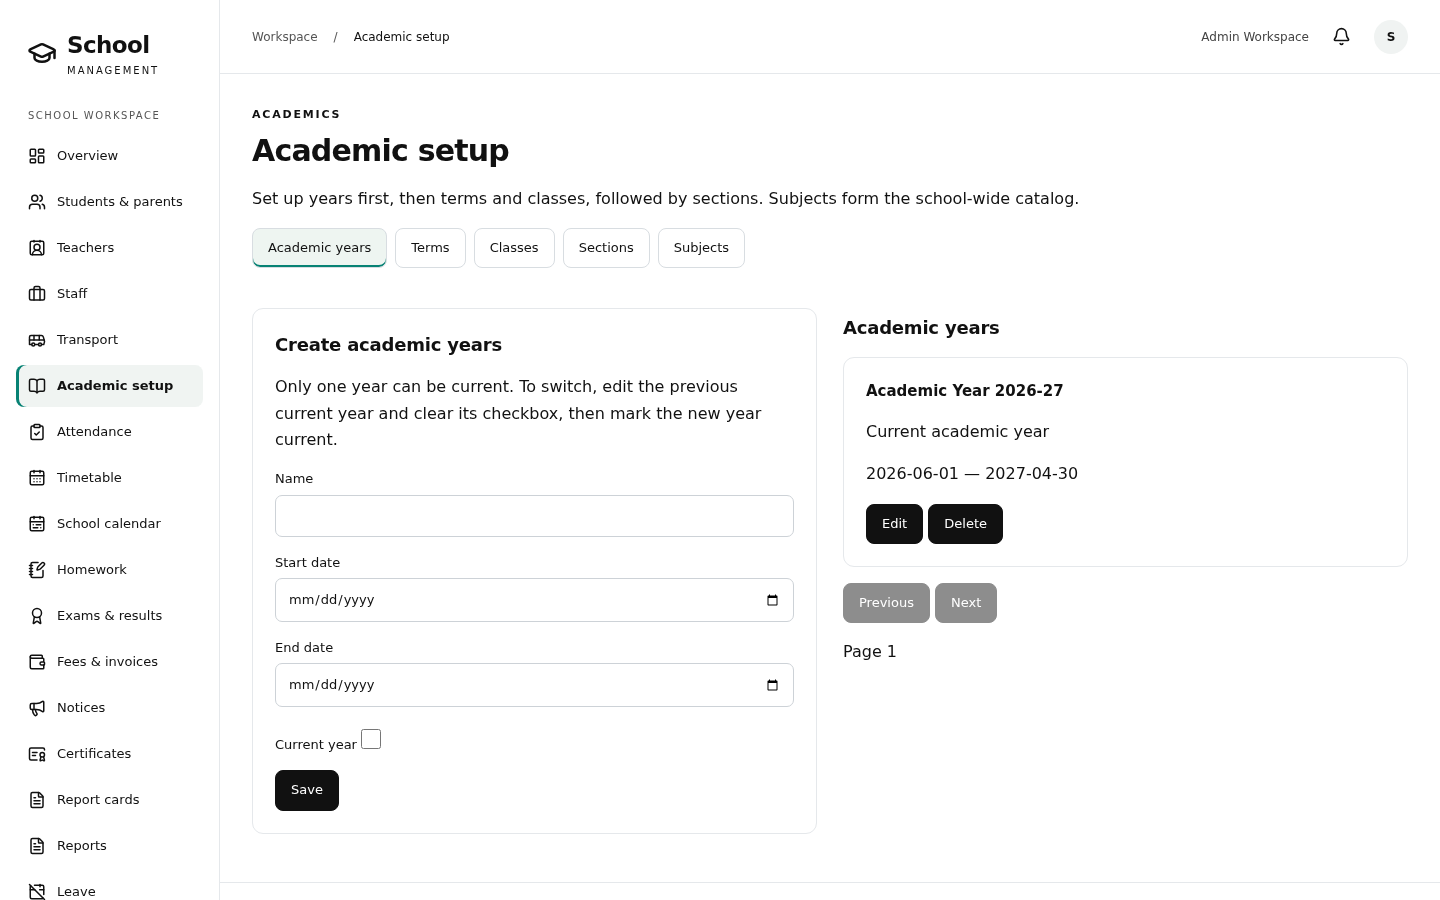 School
MANAGEMENT
SCHOOL WORKSPACE
Overview
Students & parents
Teachers
Staff
Transport
Academic setup
Attendance
Timetable
School calendar
Homework
Exams & results
Fees & invoices
Notices
Certificates
Report cards
Reports
Leave
Workspace / Academic setup
Admin Workspace
S
ACADEMICS
Academic setup
Set up years first, then terms and classes, followed by sections. Subjects form the school-wide catalog.
Academic years
Terms
Classes
Sections
Subjects
Create academic years
Only one year can be current. To switch, edit the previous
current year and clear its checkbox, then mark the new year
current.
Name
Start date
mm/dd/yyyy
End date
mm/dd/yyyy
Current year
Save
Academic years
Academic Year 2026-27
Current academic year
2026-06-01 — 2027-04-30
Edit
Delete
Previous
Next
Page 1